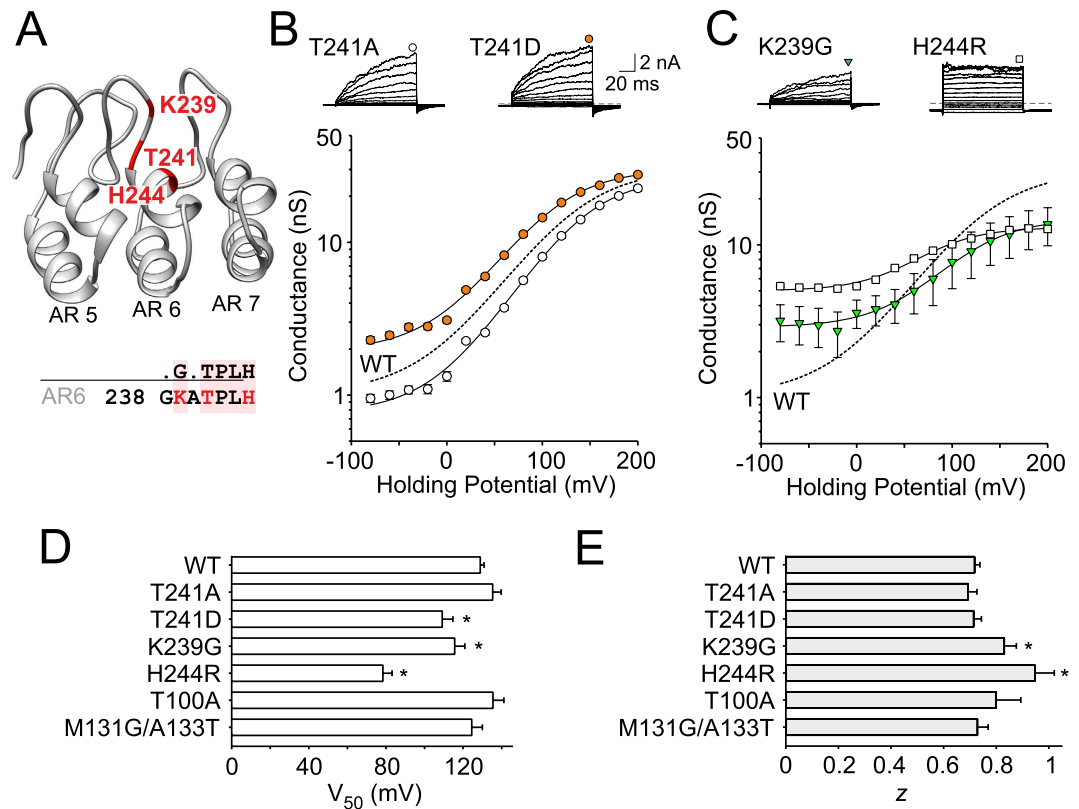 A
K239
T241
H244
AR 5
AR 6
AR 7
.G.TPLH
AR6 238 GKATPLH
B
T241A
T241D
2 nA
20 ms
50
10
1
Conductance (nS)
WT
-100 0 100 200
Holding Potential (mV)
C
K239G
H244R
50
10
1
Conductance (nS)
WT
-100 0 100 200
Holding Potential (mV)
D
WT
T241A
T241D *
K239G *
H244R *
T100A
M131G/A133T
0 40 80 120
V50 (mV)
E
WT
T241A
T241D
K239G *
H244R *
T100A
M131G/A133T
0 0.2 0.4 0.6 0.8 1
z